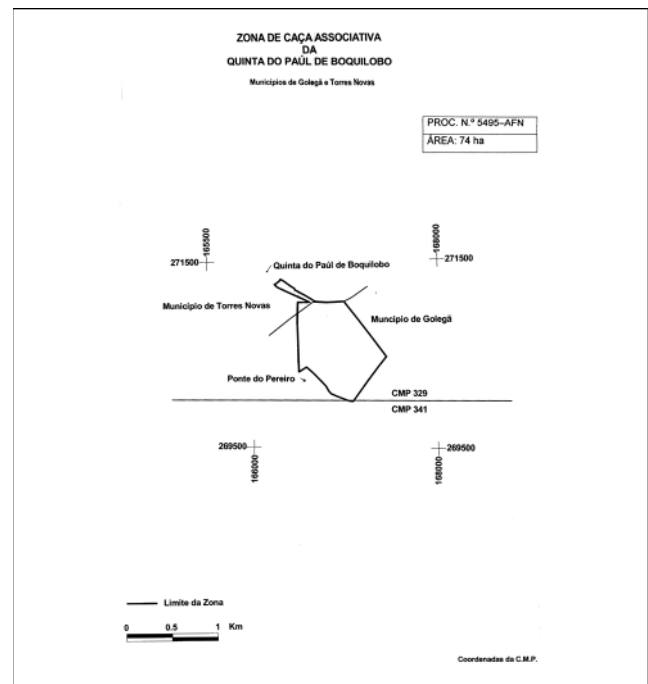 ZONA DE CAÇA ASSOCIATIVA
DA
QUINTA DO PAÚL DE BOQUILOBO
Municípios de Golegã e Torres Novas
PROC. N.º 5495–AFN
ÁREA: 74 ha
165500
168000
271500
271500
Quinta do Paúl de Boquilobo
Município de Torres Novas
Muncípio de Golegã
Ponte do Pereiro
CMP 329
CMP 341
269500
269500
166000
168000
Limite da Zona
0 0.5 1 Km
Coordenadas da C.M.P.